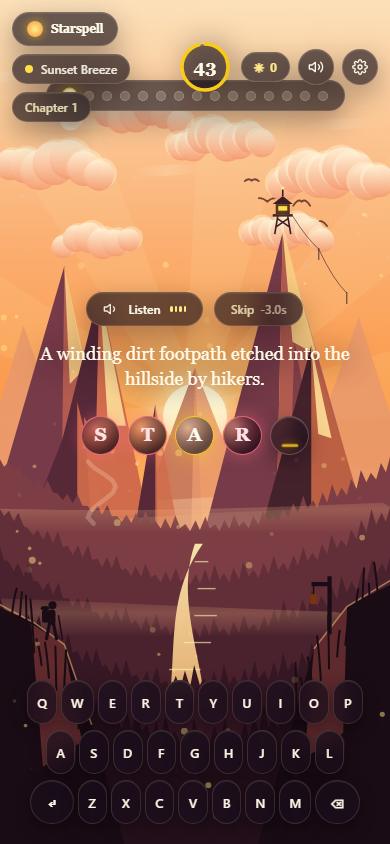 Starspell
Sunset Breeze
43
0
Chapter 1
Listen
Skip -3.0s
A winding dirt footpath etched into the
hillside by hikers.
S T A R _
Q W E R T Y U I O P
A S D F G H J K L
Z X C V B N M